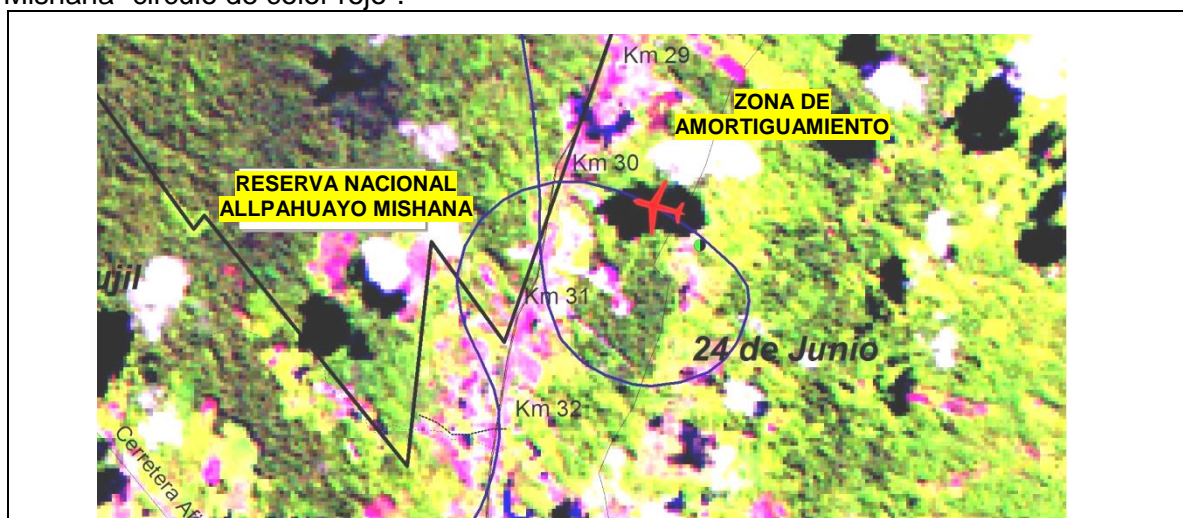 Mishana "círculo de color rojo".
Km 29
ZONA DE
AMORTIGUAMIENTO
Km 30
RESERVA NACIONAL
ALLPAHUAYO MISHANA
ujil
Km 31
24 de Junio
Km 32
Cerretera